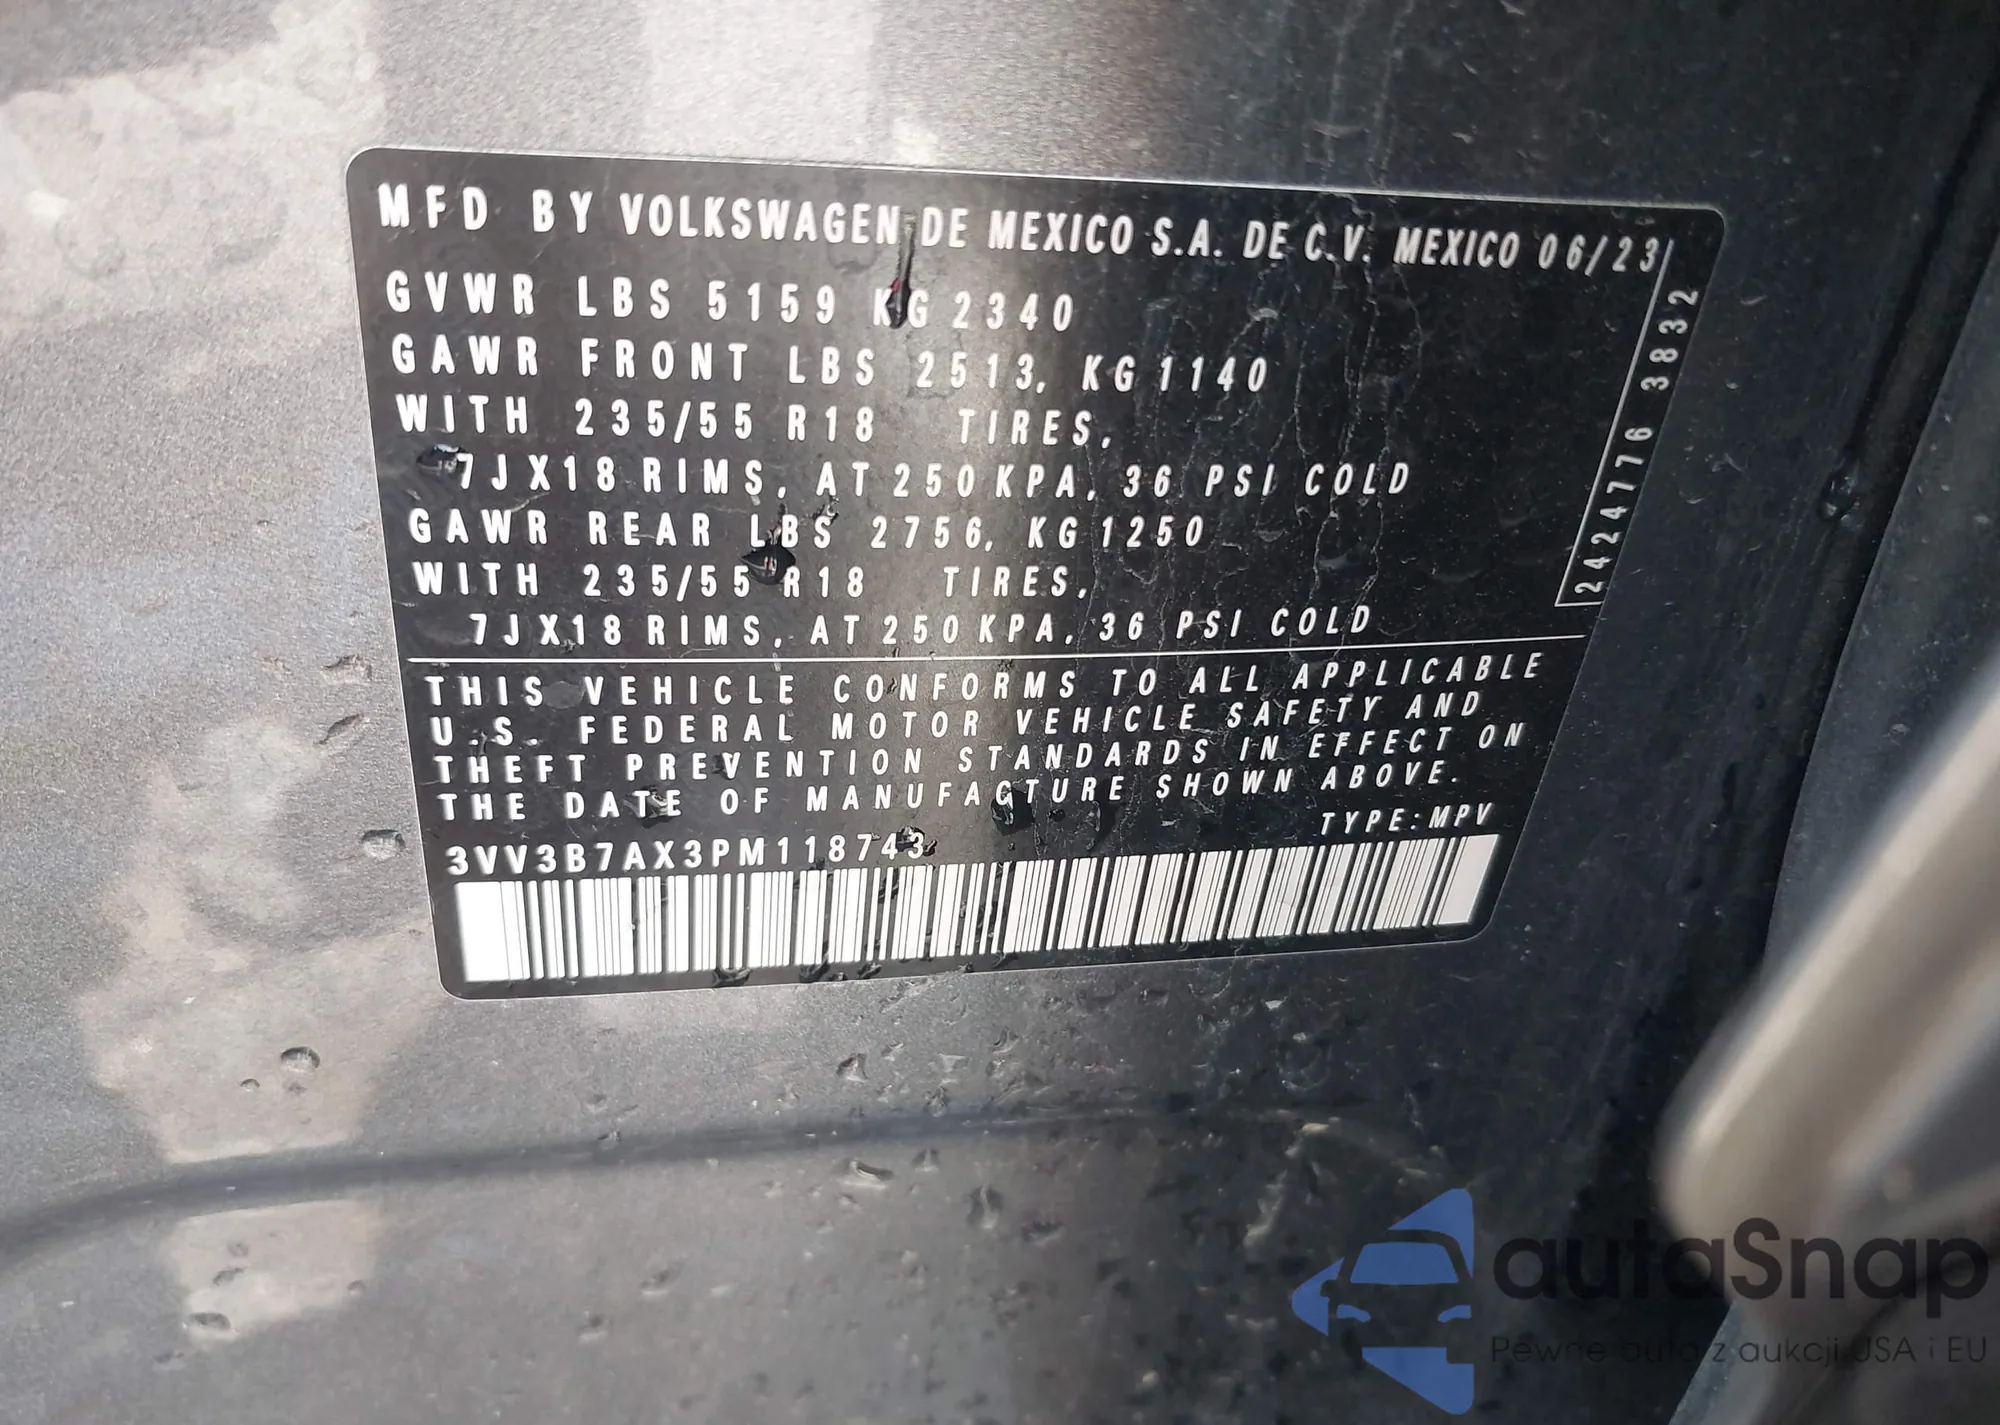 MFD BY VOLKSWAGEN DE MEXICO S.A. DE C.V. MEXICO 06/23
GVWR LBS 5159 KG 2340
GAWR FRONT LBS 2513, KG 1140
WITH 235/55 R18 TIRES,
7JX18 RIMS, AT 250 KPA, 36 PSI COLD
GAWR REAR LBS 2756, KG 1250
WITH 235/55 R18 TIRES,
7JX18 RIMS, AT 250 KPA, 36 PSI COLD
2424776 3832
THIS VEHICLE CONFORMS TO ALL APPLICABLE
U.S. FEDERAL MOTOR VEHICLE SAFETY AND
THEFT PREVENTION STANDARDS IN EFFECT ON
THE DATE OF MANUFACTURE SHOWN ABOVE.
TYPE: MPV
3VV3B7AX3PM118743
autaSnap
Pewne auta z aukcji USA i EU